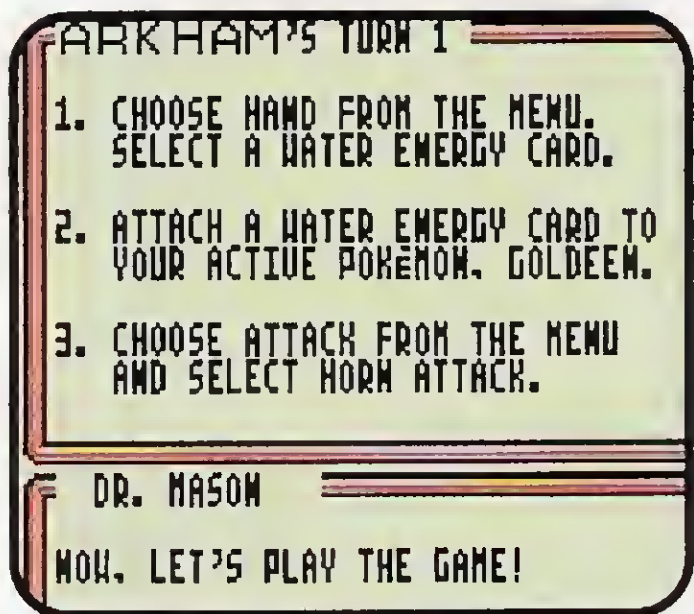 ARKHAM'S TURN 1
1. CHOOSE HAND FROM THE MENU.
SELECT A WATER ENERGY CARD.
2. ATTACH A WATER ENERGY CARD TO
YOUR ACTIVE POKéMON, GOLDEEN.
3. CHOOSE ATTACK FROM THE MENU
AND SELECT HORN ATTACK.
DR. MASON
NOW, LET'S PLAY THE GAME!